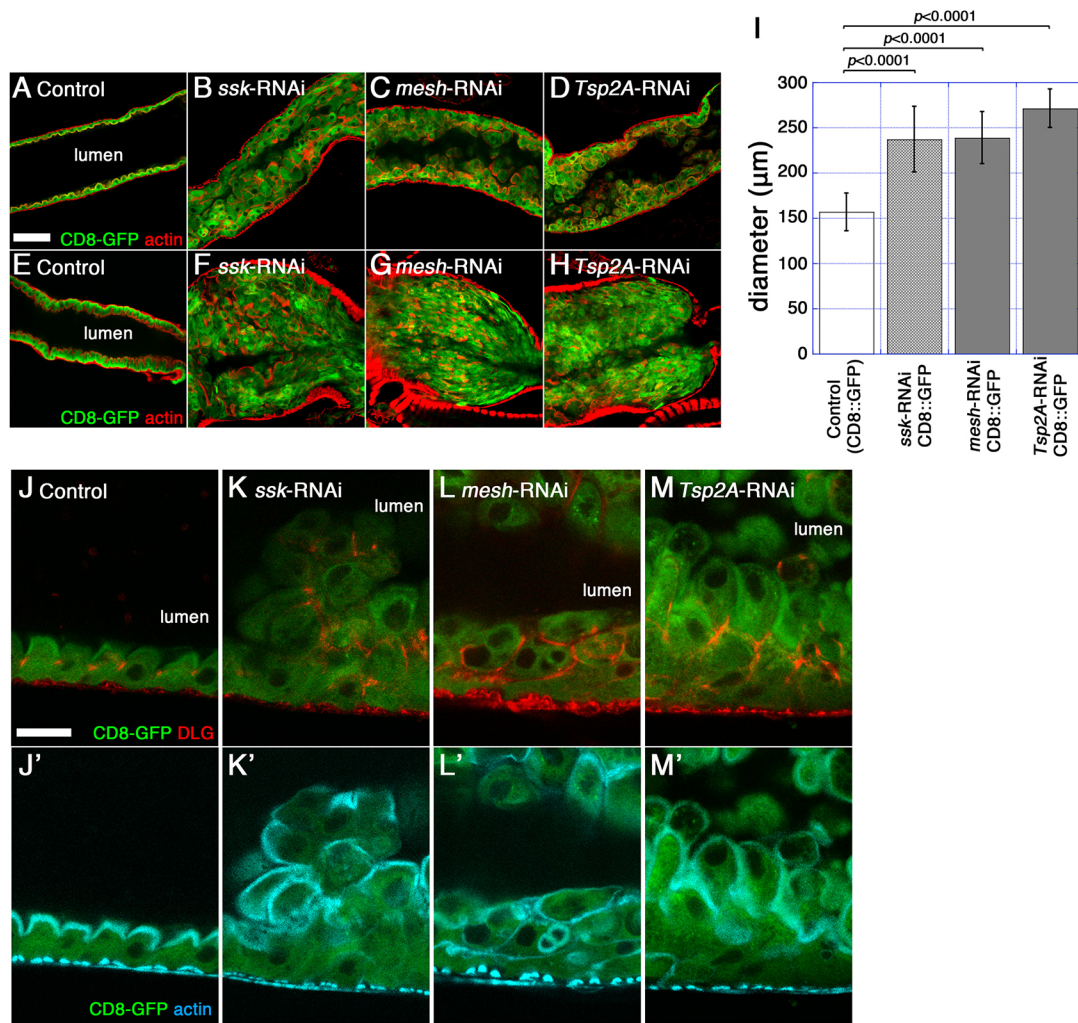 A Control
lumen
CD8-GFP actin
B ssk-RNAi
C mesh-RNAi
D Tsp2A-RNAi
E Control
lumen
CD8-GFP actin
F ssk-RNAi
G mesh-RNAi
H Tsp2A-RNAi
I
p<0.0001
p<0.0001
p<0.0001
diameter (µm)
300
250
200
150
100
50
0
Control
(CD8::GFP)
ssk-RNAi
CD8::GFP
mesh-RNAi
CD8::GFP
Tsp2A-RNAi
CD8::GFP
J Control
lumen
CD8-GFP DLG
K ssk-RNAi
lumen
L mesh-RNAi
lumen
M Tsp2A-RNAi
lumen
J'
CD8-GFP actin
K'
L'
M'